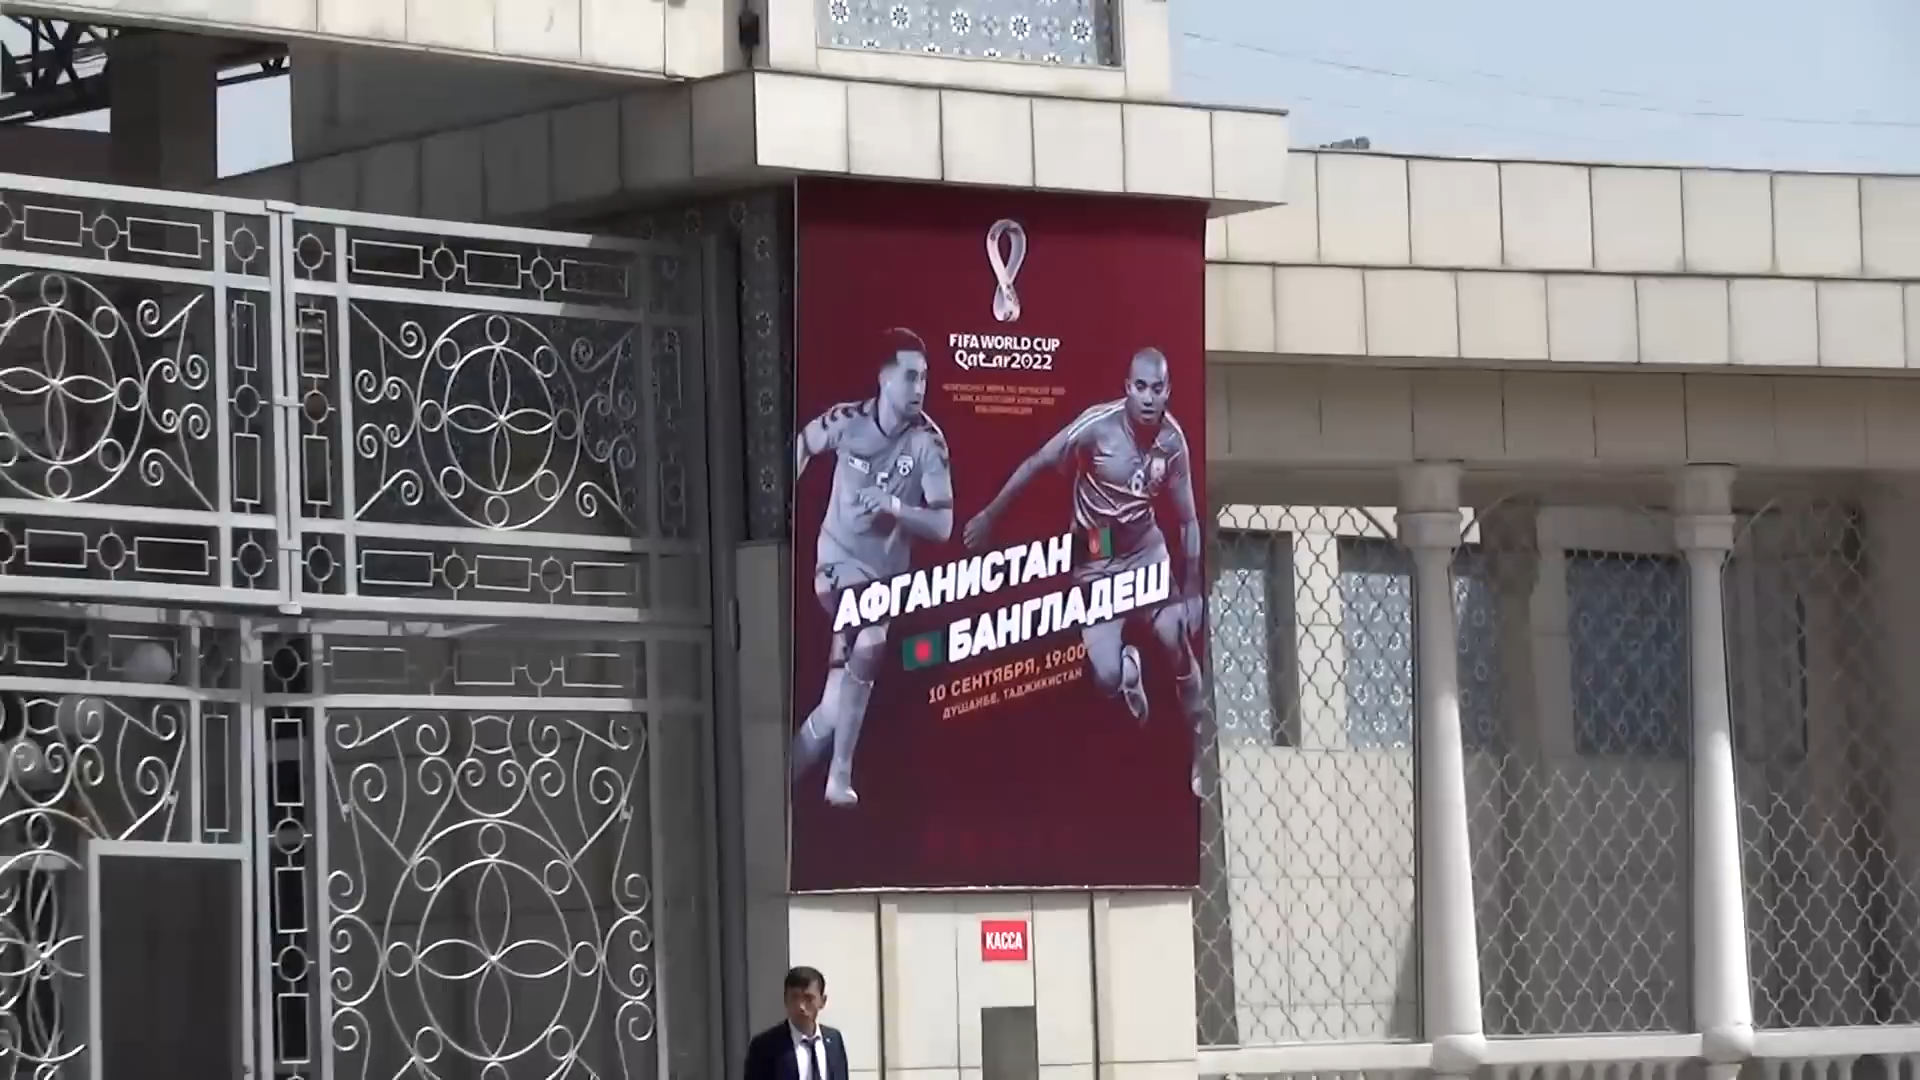 FIFA WORLD CUP
Qatar2022
АФГАНИСТАН
БАНГЛАДЕШ
10 СЕНТЯБРЯ, 19:00
ДУШАНБЕ, ТАДЖИКИСТАН
КАССА